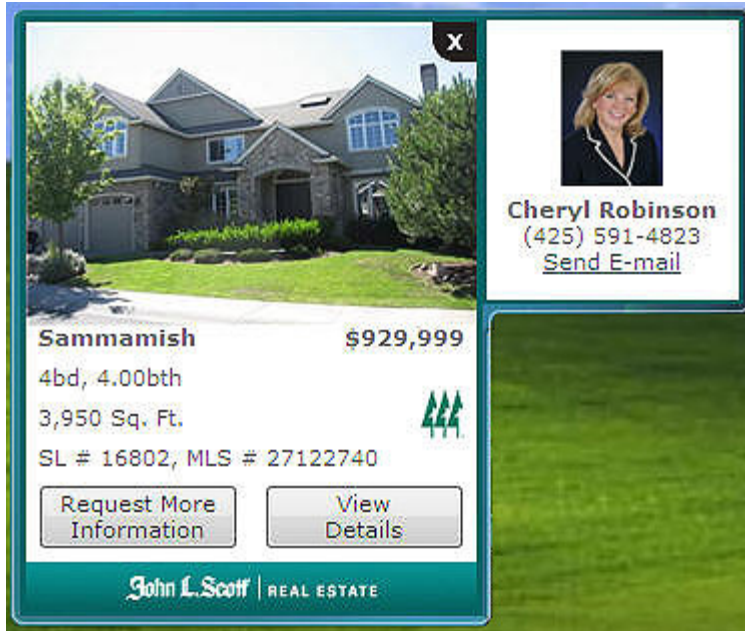 X
Sammamish $929,999
4bd, 4.00bth
3,950 Sq. Ft.
SL # 16802, MLS # 27122740
Request More
Information
View
Details
John L. Scott | REAL ESTATE
Cheryl Robinson
(425) 591-4823
Send E-mail